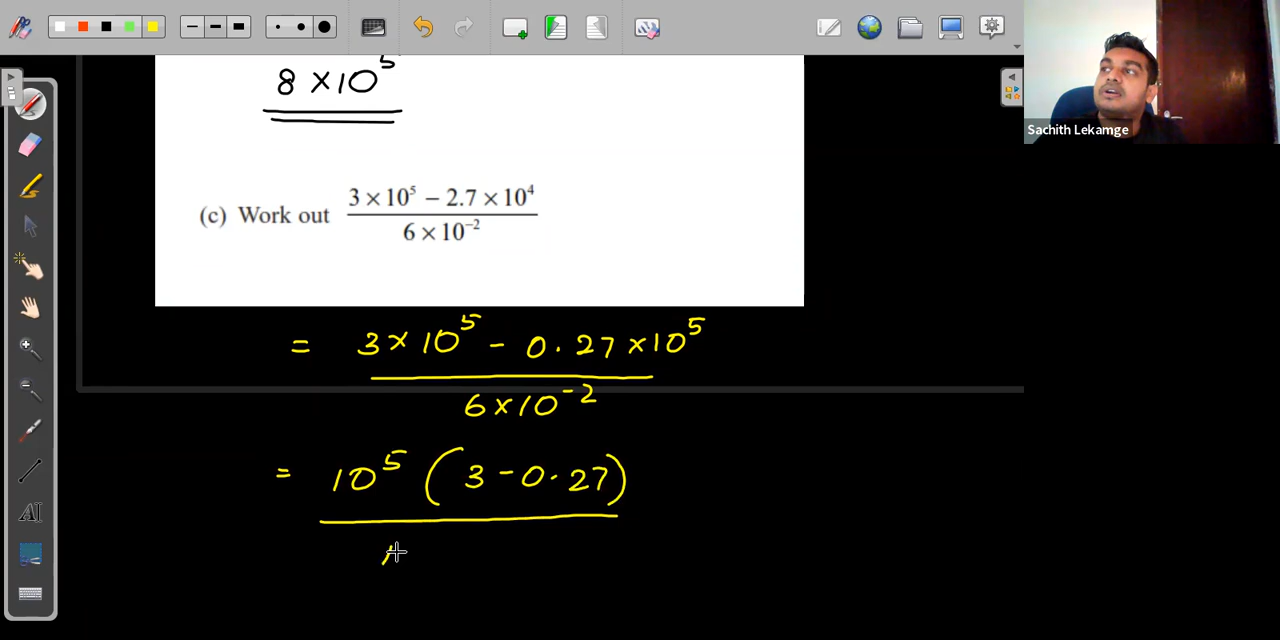 8 × 10⁵
Sachith Lekamge
(c) Work out (3 × 10⁵ − 2.7 × 10⁴) / (6 × 10⁻²)
= (3 × 10⁵ − 0.27 × 10⁵) / (6 × 10⁻²)
= 10⁵ (3 − 0.27)
AI